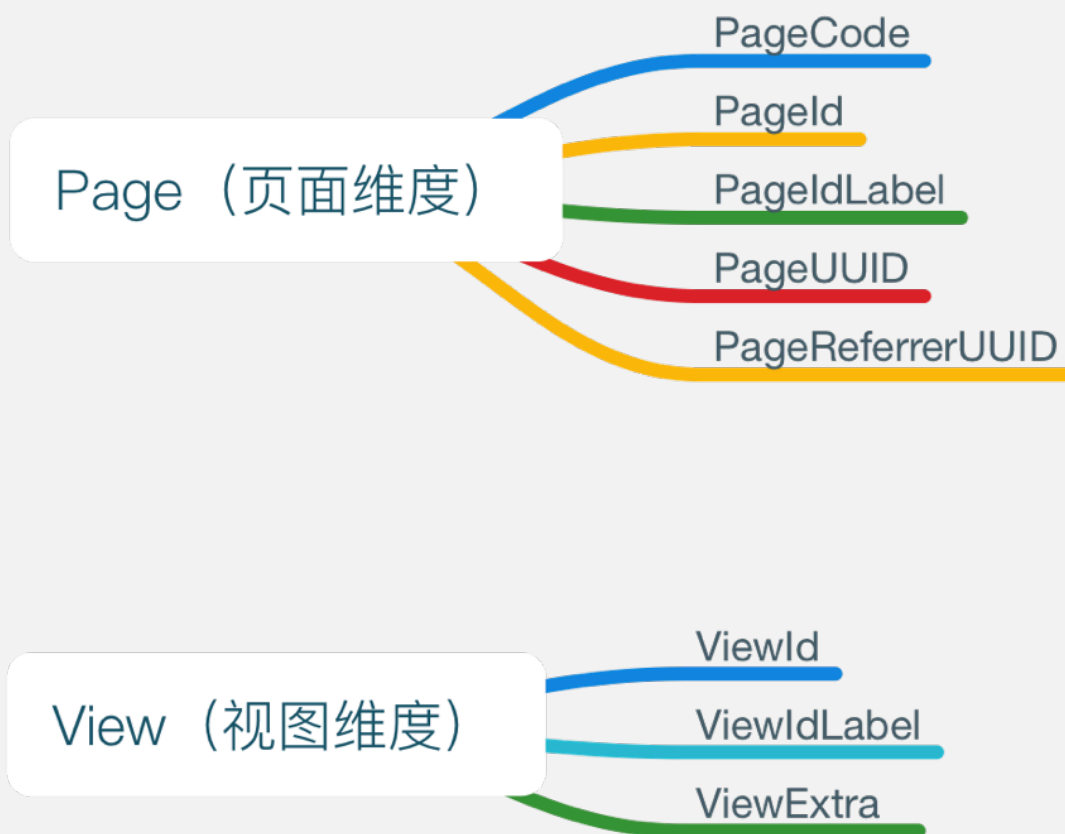 Page（页面维度）
PageCode
PageId
PageIdLabel
PageUUID
PageReferrerUUID
View（视图维度）
ViewId
ViewIdLabel
ViewExtra